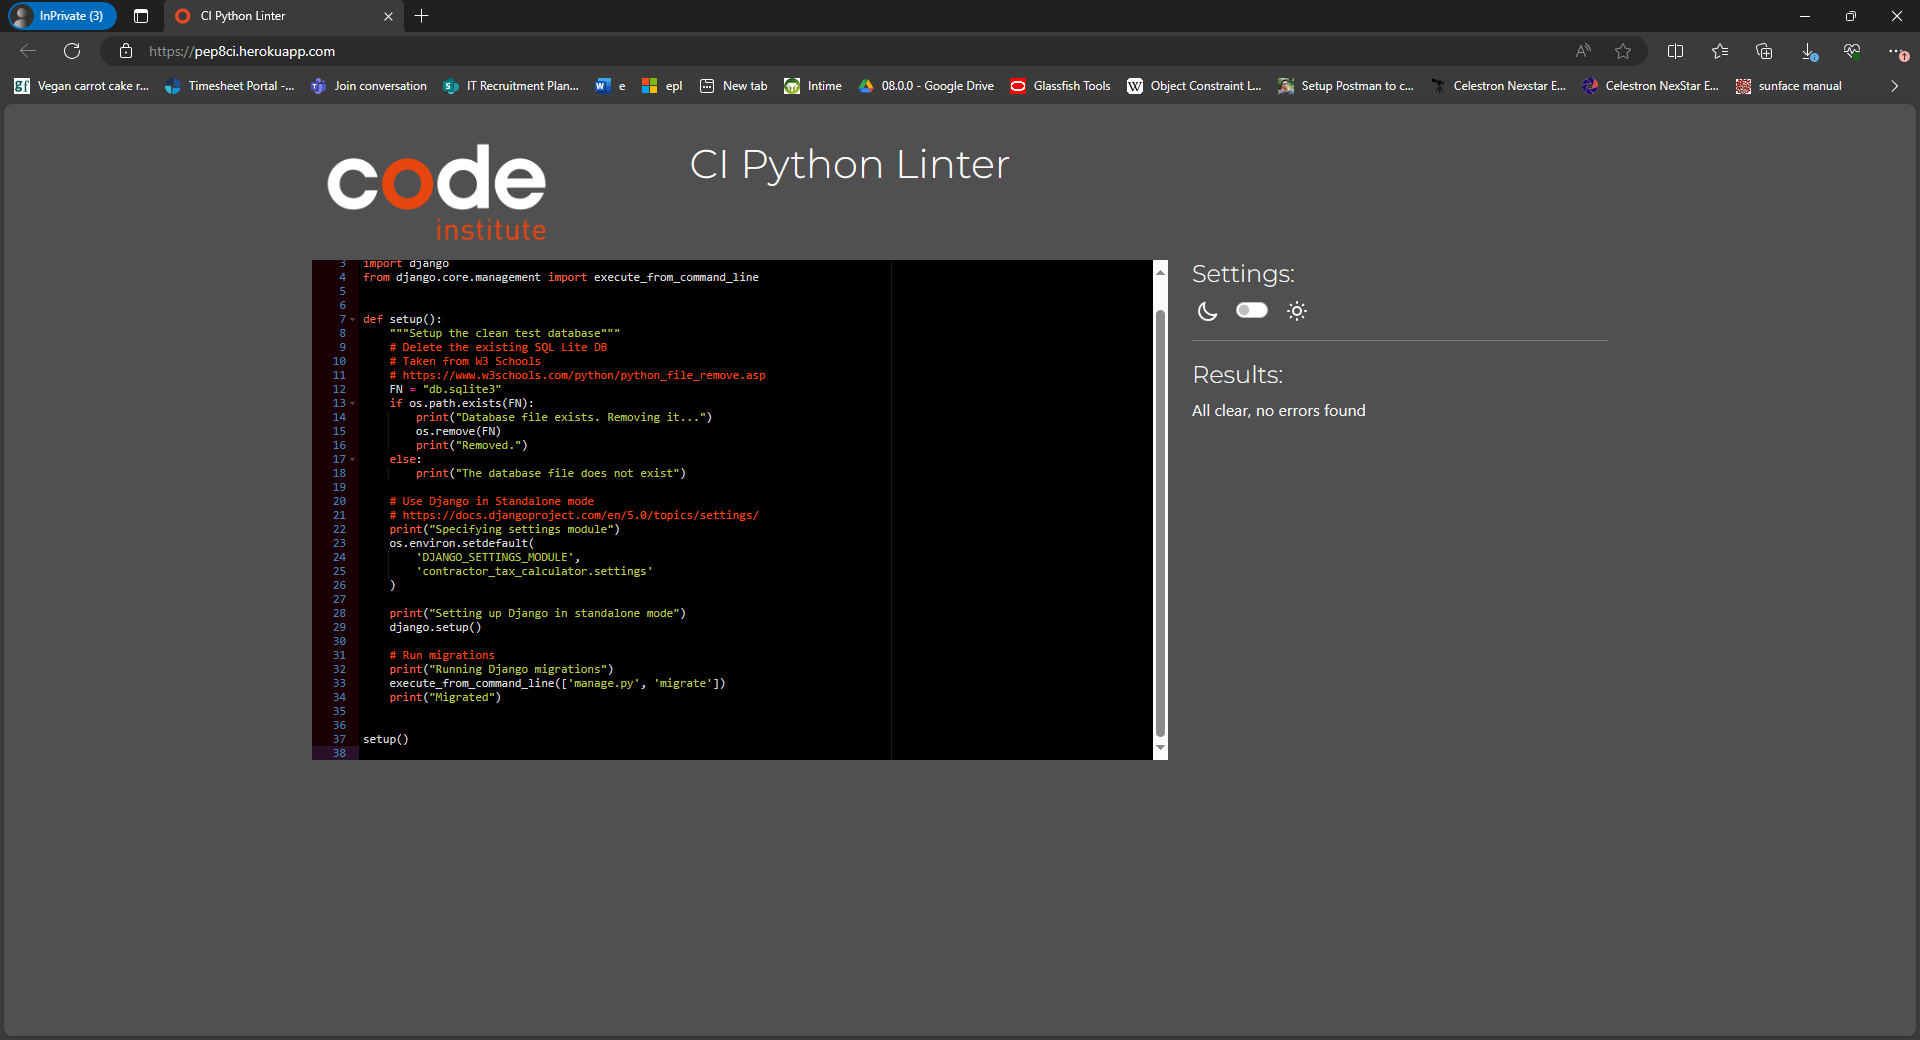 InPrivate (3)
CI Python Linter
https://pep8ci.herokuapp.com
Vegan carrot cake r...
Timesheet Portal -...
Join conversation
IT Recruitment Plan...
e
epl
New tab
Intime
08.0.0 - Google Drive
Glassfish Tools
Object Constraint L...
Setup Postman to c...
Celestron Nexstar E...
Celestron NexStar E...
sunface manual
code
institute
CI Python Linter
3 import django
4 from django.core.management import execute_from_command_line
5
6
7 def setup():
8 """Setup the clean test database"""
9 # Delete the existing SQL Lite DB
10 # Taken from W3 Schools
11 # https://www.w3schools.com/python/python_file_remove.asp
12 FN = "db.sqlite3"
13 if os.path.exists(FN):
14 print("Database file exists. Removing it...")
15 os.remove(FN)
16 print("Removed.")
17 else:
18 print("The database file does not exist")
19
20 # Use Django in Standalone mode
21 # https://docs.djangoproject.com/en/5.0/topics/settings/
22 print("Specifying settings module")
23 os.environ.setdefault(
24 'DJANGO_SETTINGS_MODULE',
25 'contractor_tax_calculator.settings'
26 )
27
28 print("Setting up Django in standalone mode")
29 django.setup()
30
31 # Run migrations
32 print("Running Django migrations")
33 execute_from_command_line(['manage.py', 'migrate'])
34 print("Migrated")
35
36
37 setup()
38
Settings:
Results:
All clear, no errors found